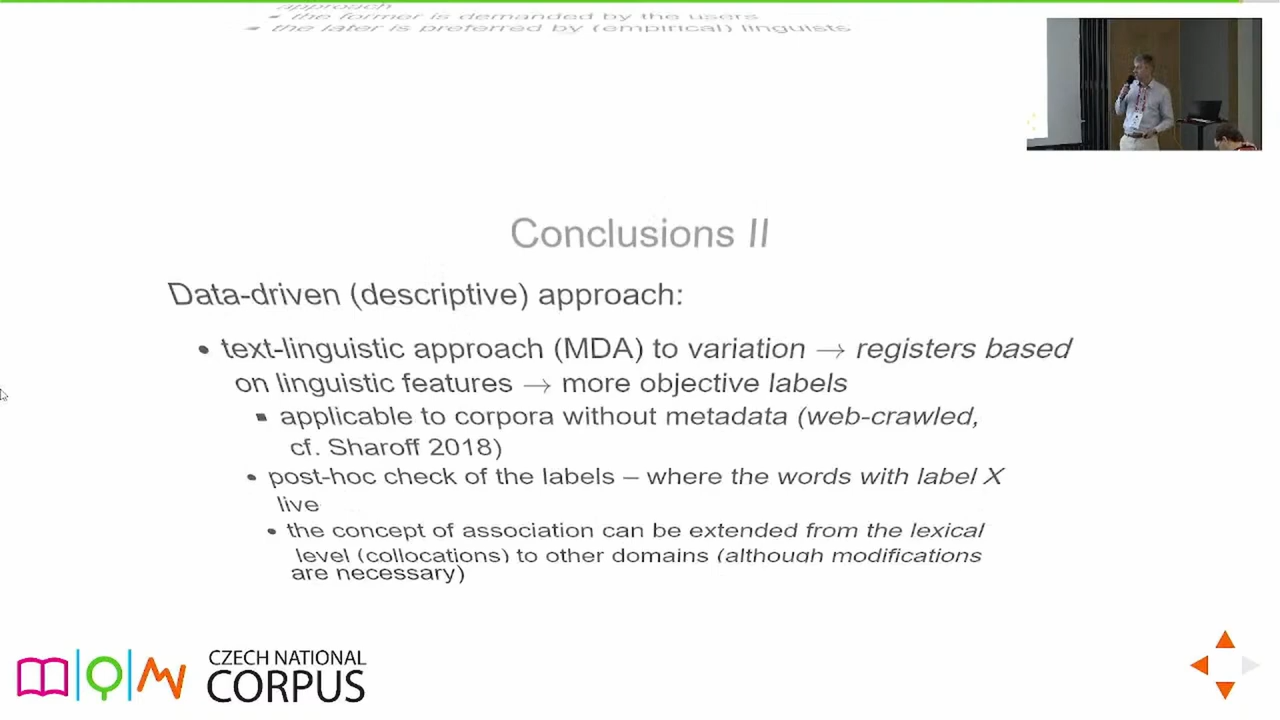 approach
▪ the former is demanded by the users
▪ the later is preferred by (empirical) linguists
Conclusions II
Data-driven (descriptive) approach:
• text-linguistic approach (MDA) to variation → registers based
on linguistic features → more objective labels
▪ applicable to corpora without metadata (web-crawled,
cf. Sharoff 2018)
• post-hoc check of the labels – where the words with label X
live
• the concept of association can be extended from the lexical
level (collocations) to other domains (although modifications
are necessary)
CZECH NATIONAL
CORPUS